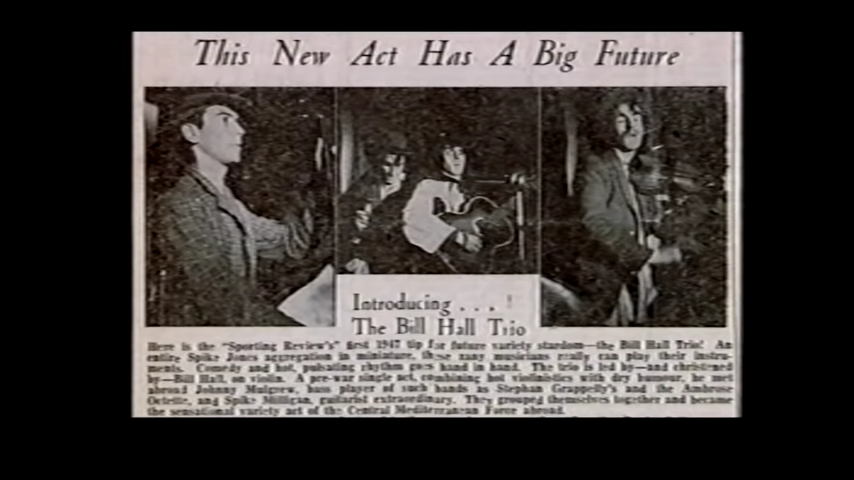 This New Act Has A Big Future
Introducing . . . !
The Bill Hall Trio
Here is the "Sporting Review's" first 1947 tip for future variety stardom—the Bill Hall Trio! An
entire Spike Jones aggregation in miniature, these zany musicians really can play their instru-
ments. Comedy and hot, pulsating rhythm goes hand in hand. The trio is led by—and christened
by—Bill Hall, on violin. A pre-war single act, combining hot violinistics with dry humour, he met
abroad Johnny Mulgrew, bass player of such bands as Stephan Grappelly's and the Ambrose
Octette, and Spike Milligan, guitarist extraordinary. They grouped themselves together and became
the sensational variety act of the Central Mediterranean Force abroad.